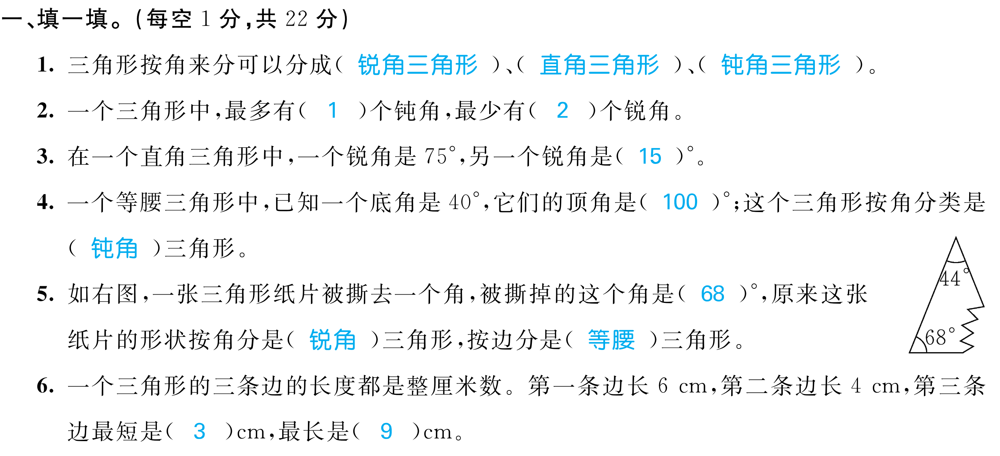 一、填一填。(每空 1 分,共 22 分)
1. 三角形按角来分可以分成( 锐角三角形 )、( 直角三角形 )、( 钝角三角形 )。
2. 一个三角形中,最多有( 1 )个钝角,最少有( 2 )个锐角。
3. 在一个直角三角形中,一个锐角是 75°,另一个锐角是( 15 )°。
4. 一个等腰三角形中,已知一个底角是 40°,它们的顶角是( 100 )°;这个三角形按角分类是
( 钝角 )三角形。
44°
5. 如右图,一张三角形纸片被撕去一个角,被撕掉的这个角是( 68 )°,原来这张
纸片的形状按角分是( 锐角 )三角形,按边分是( 等腰 )三角形。
68°
6. 一个三角形的三条边的长度都是整厘米数。第一条边长 6 cm,第二条边长 4 cm,第三条
边最短是( 3 )cm,最长是( 9 )cm。